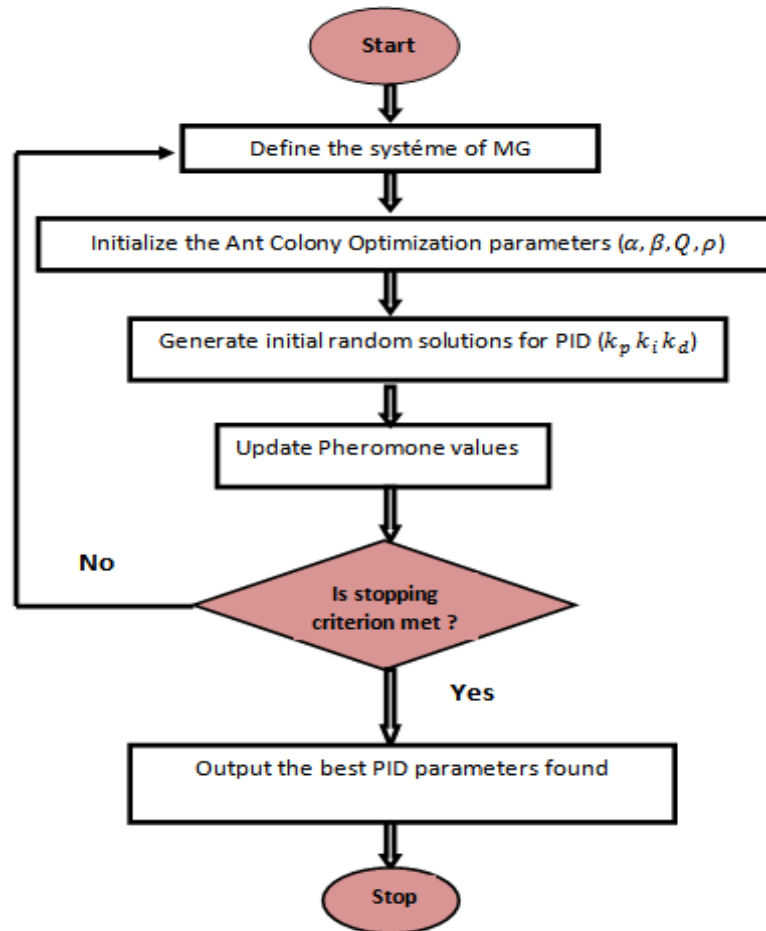 Start
Define the systéme of MG
Initialize the Ant Colony Optimization parameters (α, β, Q, ρ)
Generate initial random solutions for PID (k_p k_i k_d)
Update Pheromone values
No
Is stopping
criterion met ?
Yes
Output the best PID parameters found
Stop